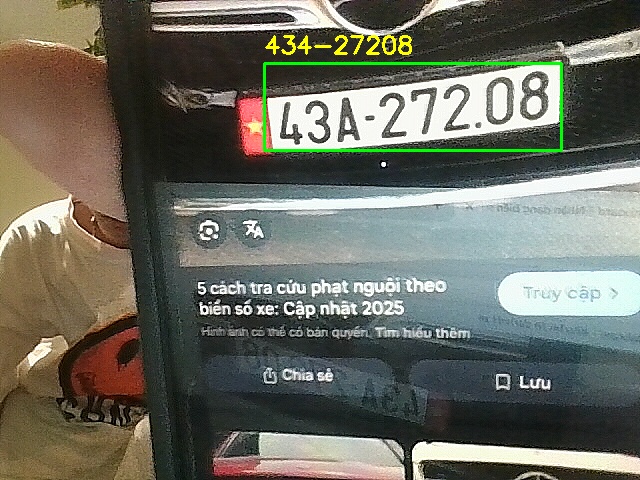 434-27208
43A-272.08
5 cách tra cứu phạt nguội theo
biển số xe: Cập nhật 2025
Truy cập >
Hình ảnh có thể có bản quyền. Tìm hiểu thêm
Chia sẻ
Lưu